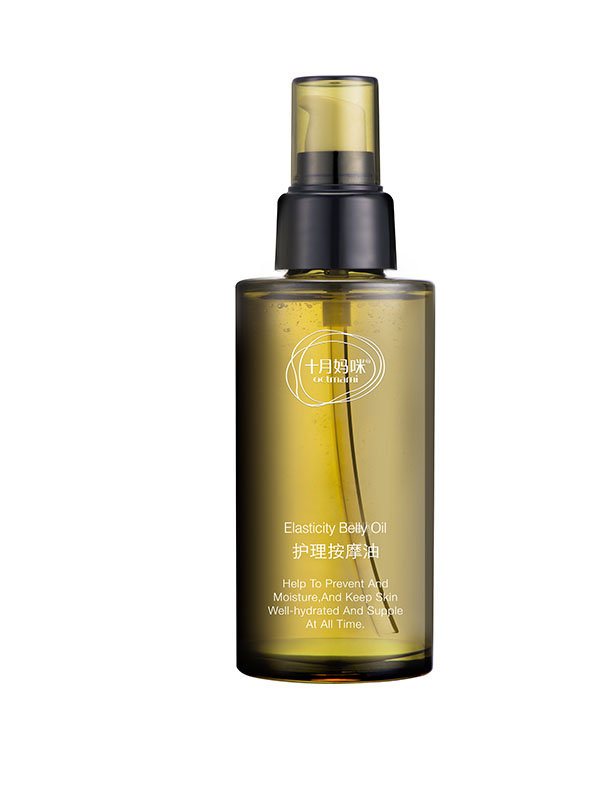 十月妈咪®
octmami
Elasticity Belly Oil
护理按摩油
Help To Prevent And
Moisture,And Keep Skin
Well-hydrated And Supple
At All Time.